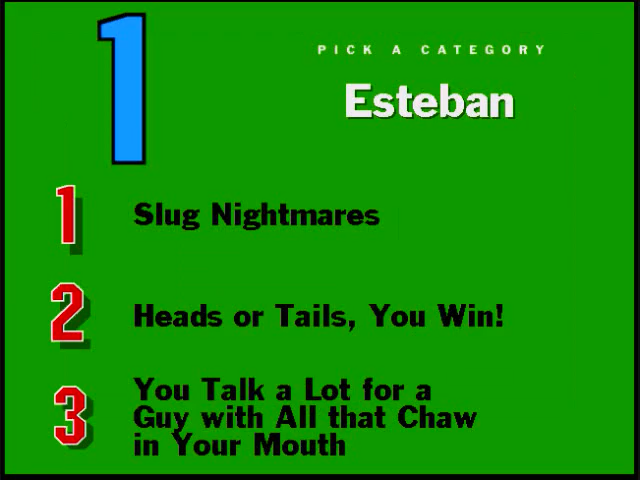 1
PICK A CATEGORY
Esteban
1 Slug Nightmares
2 Heads or Tails, You Win!
3 You Talk a Lot for a
Guy with All that Chaw
in Your Mouth